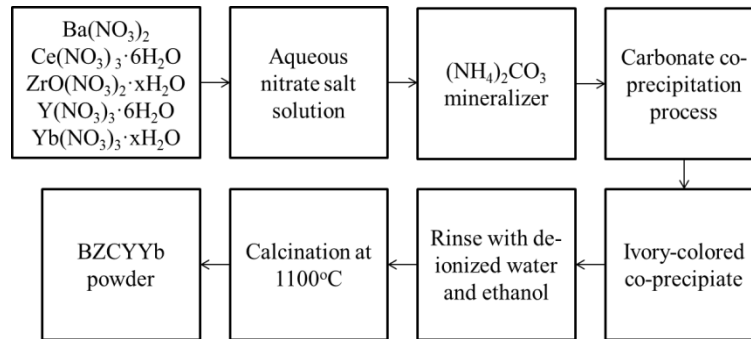 Ba(NO₃)₂
Ce(NO₃)₃·6H₂O
ZrO(NO₃)₂·xH₂O
Y(NO₃)₃·6H₂O
Yb(NO₃)₃·xH₂O
Aqueous
nitrate salt
solution
(NH₄)₂CO₃
mineralizer
Carbonate co-
precipitation
process
Ivory-colored
co-precipiate
Rinse with de-
ionized water
and ethanol
Calcination at
1100°C
BZCYYb
powder